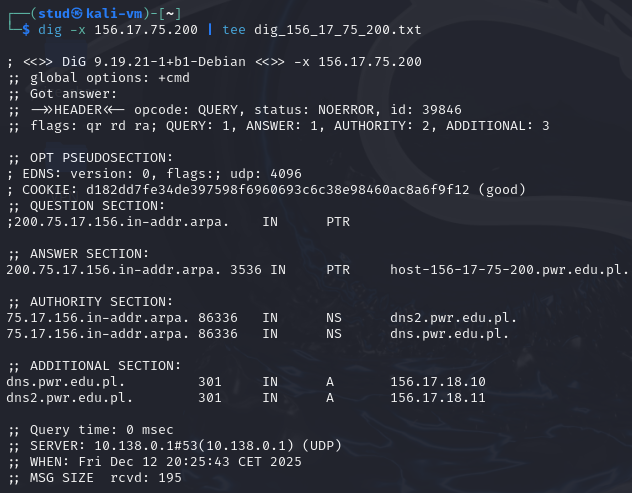 ┌──(stud㉿kali-vm)-[~]
└─$ dig -x 156.17.75.200 | tee dig_156_17_75_200.txt
; <<>> DiG 9.19.21-1+b1-Debian <<>> -x 156.17.75.200
;; global options: +cmd
;; Got answer:
;; ->>HEADER<<- opcode: QUERY, status: NOERROR, id: 39846
;; flags: qr rd ra; QUERY: 1, ANSWER: 1, AUTHORITY: 2, ADDITIONAL: 3
;; OPT PSEUDOSECTION:
; EDNS: version: 0, flags:; udp: 4096
; COOKIE: d182dd7fe34de397598f6960693c6c38e98460ac8a6f9f12 (good)
;; QUESTION SECTION:
;200.75.17.156.in-addr.arpa. IN PTR
;; ANSWER SECTION:
200.75.17.156.in-addr.arpa. 3536 IN PTR host-156-17-75-200.pwr.edu.pl.
;; AUTHORITY SECTION:
75.17.156.in-addr.arpa. 86336 IN NS dns2.pwr.edu.pl.
75.17.156.in-addr.arpa. 86336 IN NS dns.pwr.edu.pl.
;; ADDITIONAL SECTION:
dns.pwr.edu.pl. 301 IN A 156.17.18.10
dns2.pwr.edu.pl. 301 IN A 156.17.18.11
;; Query time: 0 msec
;; SERVER: 10.138.0.1#53(10.138.0.1) (UDP)
;; WHEN: Fri Dec 12 20:25:43 CET 2025
;; MSG SIZE rcvd: 195